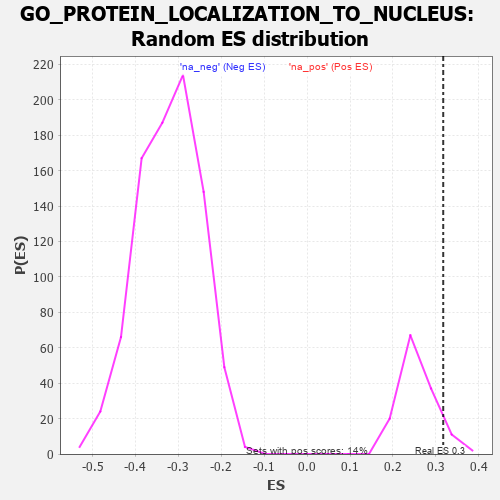 GO_PROTEIN_LOCALIZATION_TO_NUCLEUS:
Random ES distribution
'na_neg' (Neg ES) 'na_pos' (Pos ES)
220
200
180
160
140
120
100
80
60
40
20
0
P(ES)
Sets with pos scores: 14% Real ES 0.3
-0.5 -0.4 -0.3 -0.2 -0.1 0.0 0.1 0.2 0.3 0.4
ES